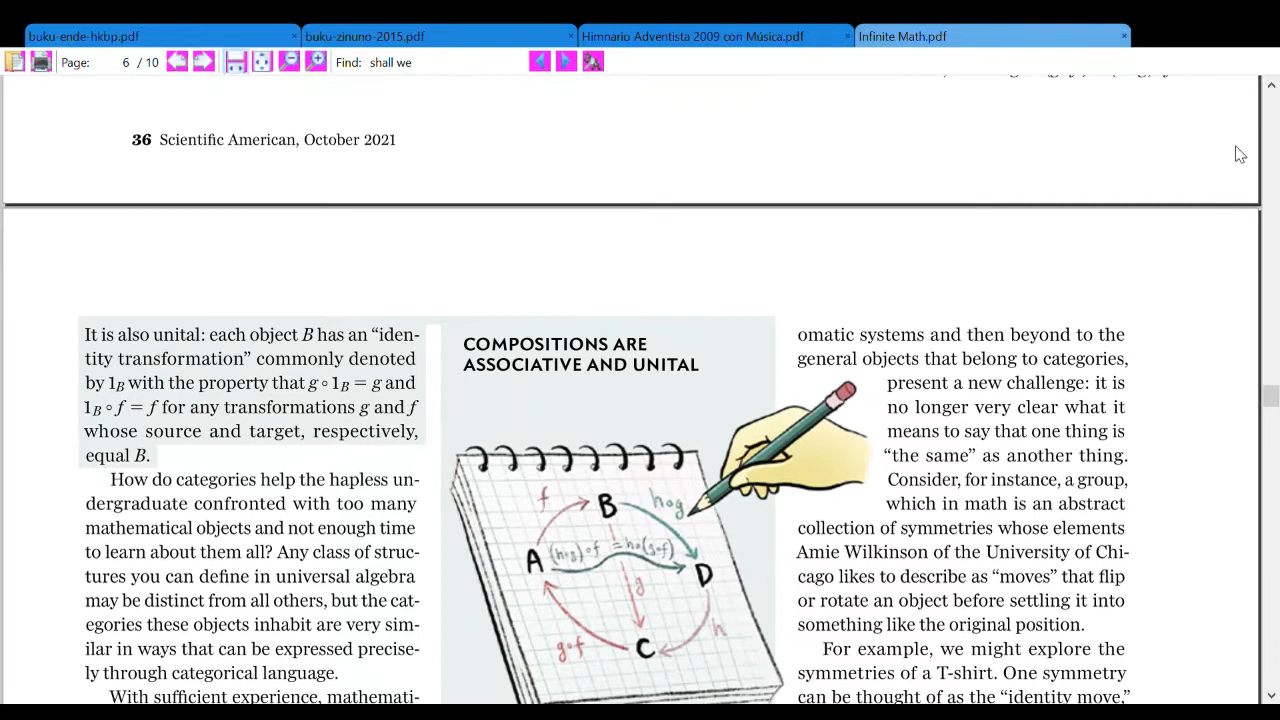 buku-ende-hkbp.pdf
buku-zinuno-2015.pdf
Himnario Adventista 2009 con Música.pdf
Infinite Math.pdf
Page: 6 / 10
Find: shall we
36 Scientific American, October 2021
It is also unital: each object B has an “iden-
tity transformation” commonly denoted
by 1B with the property that g ∘ 1B = g and
1B ∘ f = f for any transformations g and f
whose source and target, respectively,
equal B.
How do categories help the hapless un-
dergraduate confronted with too many
mathematical objects and not enough time
to learn about them all? Any class of struc-
tures you can define in universal algebra
may be distinct from all others, but the cat-
egories these objects inhabit are very sim-
ilar in ways that can be expressed precise-
ly through categorical language.
With sufficient experience, mathemati-
COMPOSITIONS ARE
ASSOCIATIVE AND UNITAL
f
B
h∘g
A
(h∘g)∘f = h∘(g∘f)
D
g
g∘f
C
h
omatic systems and then beyond to the
general objects that belong to categories,
present a new challenge: it is
no longer very clear what it
means to say that one thing is
“the same” as another thing.
Consider, for instance, a group,
which in math is an abstract
collection of symmetries whose elements
Amie Wilkinson of the University of Chi-
cago likes to describe as “moves” that flip
or rotate an object before settling it into
something like the original position.
For example, we might explore the
symmetries of a T-shirt. One symmetry
can be thought of as the “identity move,”